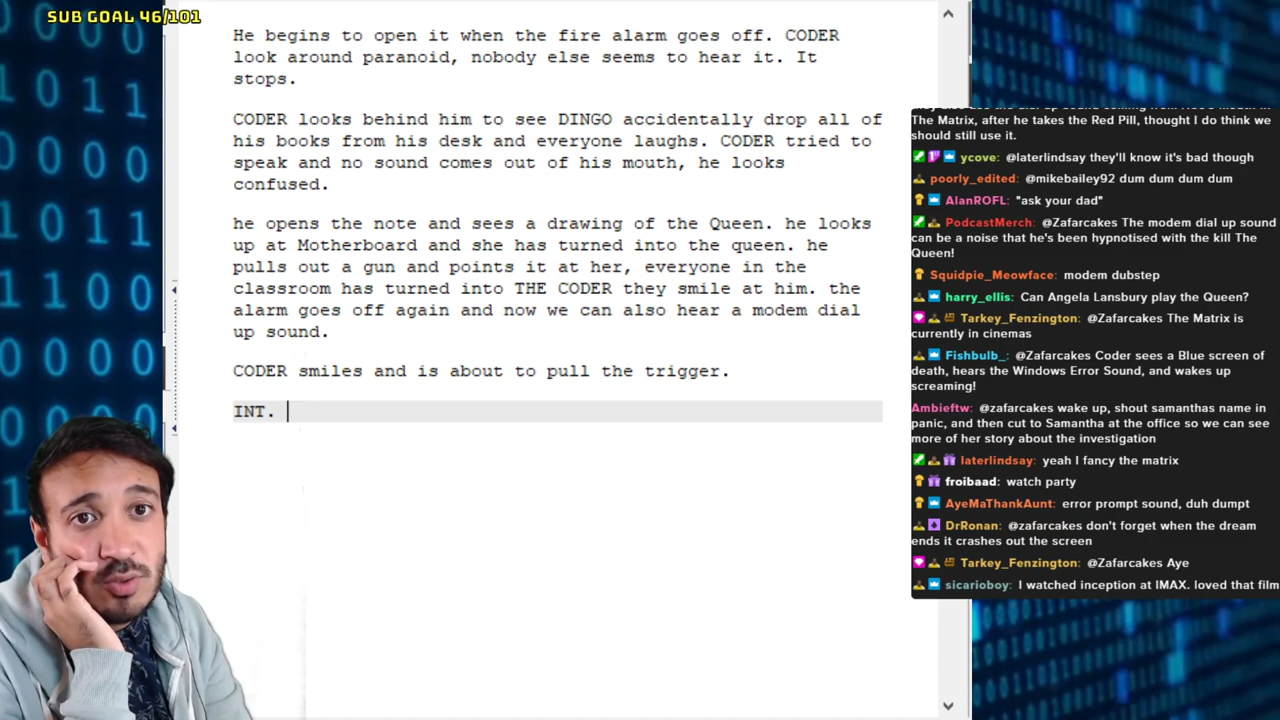 SUB GOAL 46/101
He begins to open it when the fire alarm goes off. CODER
look around paranoid, nobody else seems to hear it. It
stops.
CODER looks behind him to see DINGO accidentally drop all of
his books from his desk and everyone laughs. CODER tried to
speak and no sound comes out of his mouth, he looks
confused.
he opens the note and sees a drawing of the Queen. he looks
up at Motherboard and she has turned into the queen. he
pulls out a gun and points it at her, everyone in the
classroom has turned into THE CODER they smile at him. the
alarm goes off again and now we can also hear a modem dial
up sound.
CODER smiles and is about to pull the trigger.
INT.
The Matrix, after he takes the Red Pill, thought I do think we
should still use it.
ycove: @laterlindsay they'll know it's bad though
poorly_edited: @mikebailey92 dum dum dum dum
AlanROFL: "ask your dad"
PodcastMerch: @Zafarcakes The modem dial up sound
can be a noise that he's been hypnotised with the kill The
Queen!
Squidpie_Meowface: modem dubstep
harry_ellis: Can Angela Lansbury play the Queen?
Tarkey_Fenzington: @Zafarcakes The Matrix is
currently in cinemas
Fishbulb_: @Zafarcakes Coder sees a Blue screen of
death, hears the Windows Error Sound, and wakes up
screaming!
Ambieftw: @zafarcakes wake up, shout samanthas name in
panic, and then cut to Samantha at the office so we can see
more of her story about the investigation
laterlindsay: yeah I fancy the matrix
froibaad: watch party
AyeMaThankAunt: error prompt sound, duh dumpt
DrRonan: @zafarcakes don't forget when the dream
ends it crashes out the screen
Tarkey_Fenzington: @Zafarcakes Aye
sicarioboy: I watched inception at IMAX. loved that film